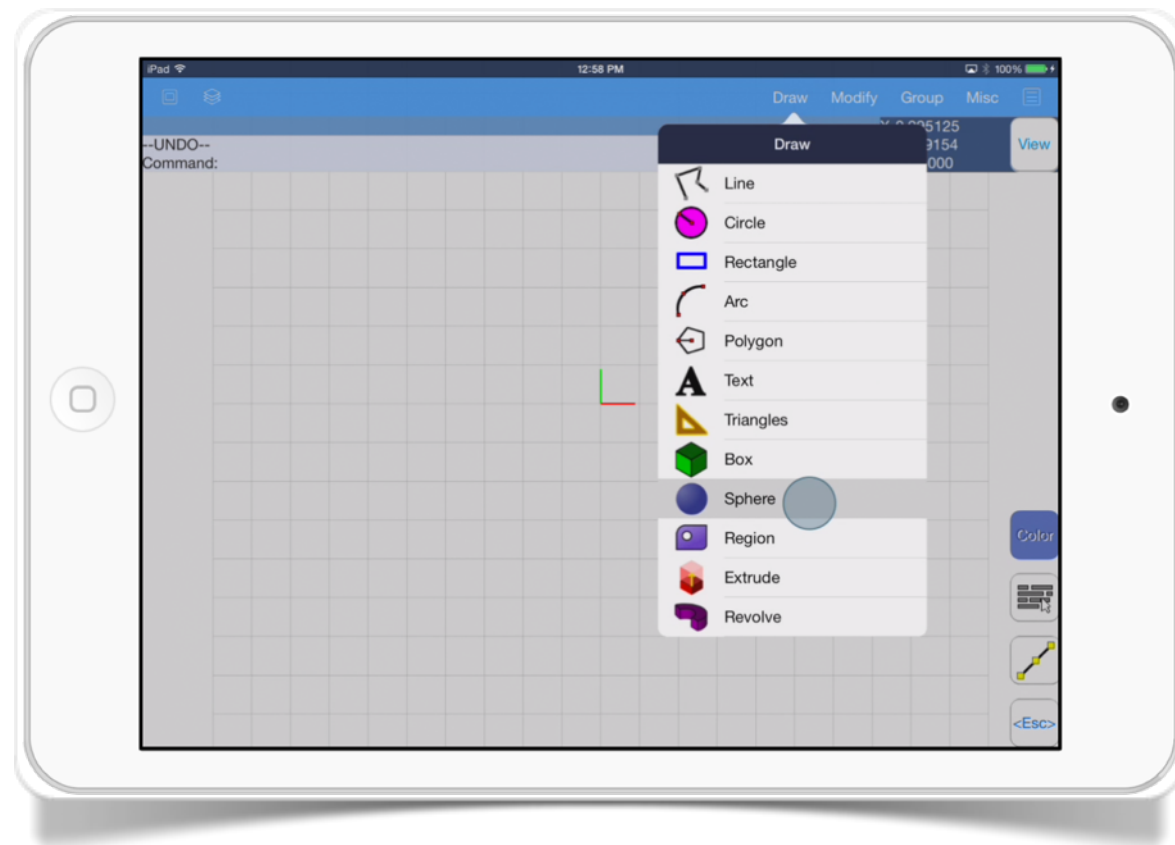 iPad 12:58 PM 100%
Draw Modify Group Misc
--UNDO--
Command:
5125
9154
000
View
Draw
Line
Circle
Rectangle
Arc
Polygon
Text
Triangles
Box
Sphere
Region
Extrude
Revolve
Color
<Esc>